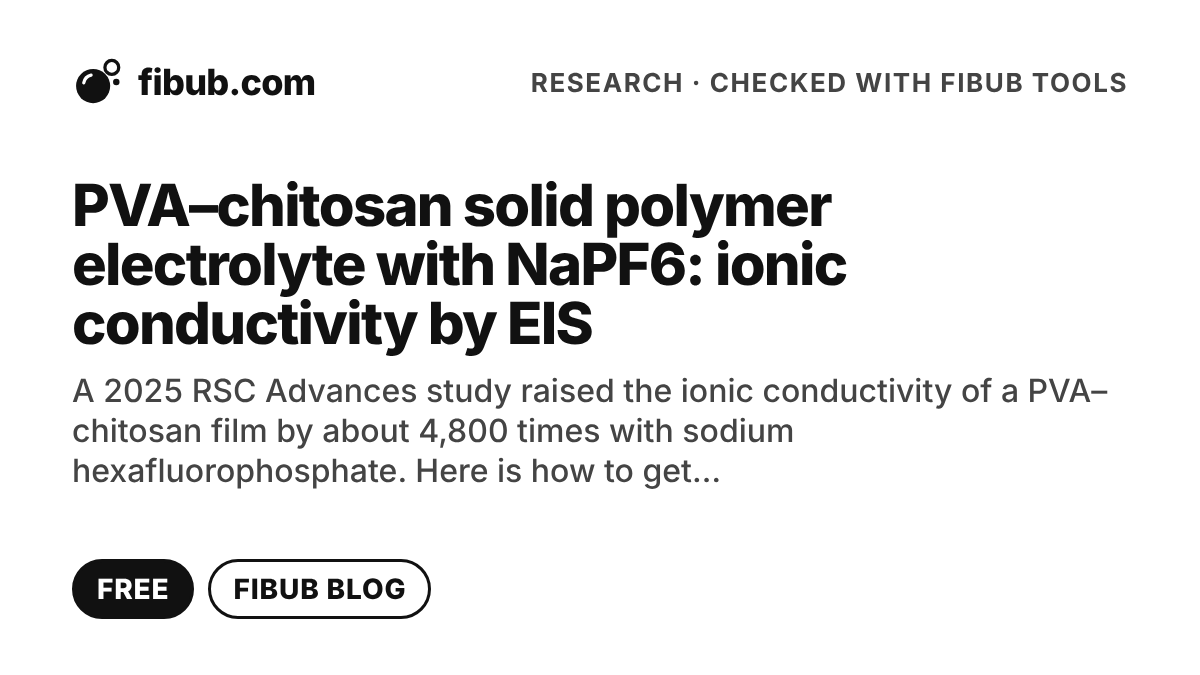 fibub.com
RESEARCH · CHECKED WITH FIBUB TOOLS
PVA–chitosan solid polymer
electrolyte with NaPF6: ionic
conductivity by EIS
A 2025 RSC Advances study raised the ionic conductivity of a PVA–
chitosan film by about 4,800 times with sodium
hexafluorophosphate. Here is how to get...
FREE
FIBUB BLOG